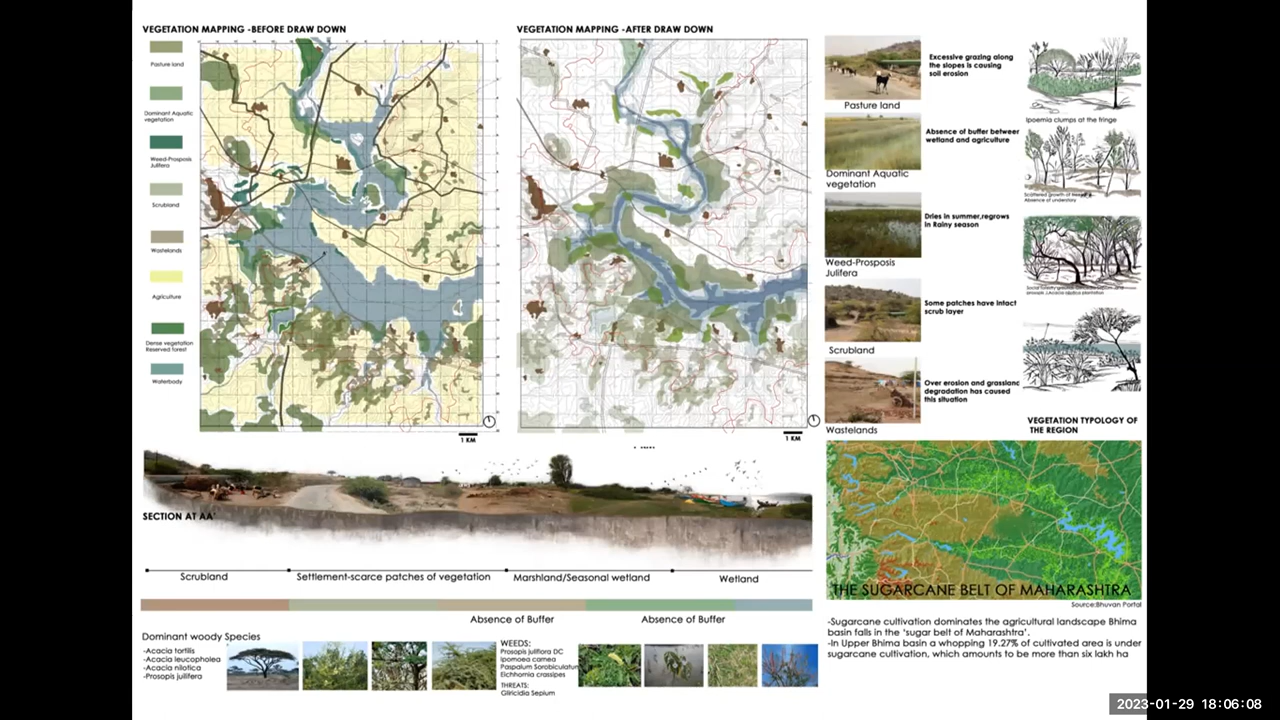 VEGETATION MAPPING -BEFORE DRAW DOWN
Pasture land
Dominant Aquatic
vegetation
Weed-Prosposis
Julifera
Scrubland
Wastelands
Agriculture
Dense vegetation
Reserved forest
Waterbody
1 KM
VEGETATION MAPPING -AFTER DRAW DOWN
1 KM
Pasture land
Excessive grazing along
the slopes is causing
soil erosion
Dominant Aquatic
vegetation
Absence of buffer between
wetland and agriculture
Weed-Prosposis
Julifera
Dries in summer,regrows
in Rainy season
Scrubland
Some patches have intact
scrub layer
Wastelands
Over erosion and grasslanc
degrodation has caused
this situation
Ipoemia clumps at the fringe
Absence of understory
VEGETATION TYPOLOGY OF
THE REGION
SECTION AT AA'
Scrubland
Settlement-scarce patches of vegetation
Marshland/Seasonal wetland
Wetland
Absence of Buffer
Absence of Buffer
Dominant woody Species
-Acacia tortilis
-Acacia leucopholea
-Acacia nilotica
-Prosopis juilifera
WEEDS:
Prosopis juliflora DC
Ipomoea carnea
Paspalum Sorobiculatun
Eichhornia crassipes
THREATS:
Gliricidia Sepium
THE SUGARCANE BELT OF MAHARASHTRA
Source:Bhuvan Portal
-Sugarcane cultivation dominates the agricultural landscape Bhima
basin falls in the 'sugar belt of Maharashtra'.
-In Upper Bhima basin a whopping 19.27% of cultivated area is under
sugarcane cultivation, which amounts to be more than six lakh ha
2023-01-29 18:06:08